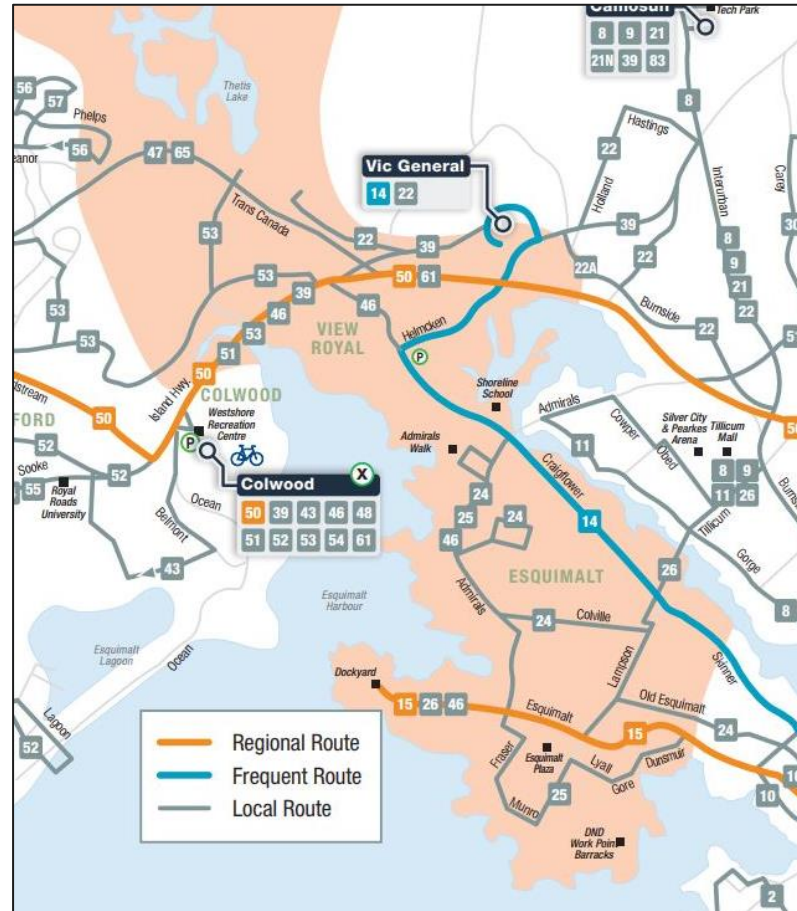 Camosun
Tech Park
8 9 21
21N 39 83
8
56
57
Phelps
56
47 65
Thetis
Lake
Trans Canada
Vic General
14 22
Hastings
22
Holland
Interurban
Carey
30
39
22
39
22
22A
22
8
9
21
22
Burnside
22
51
53
53
53
53
50 61
46
39
46
53
51
50
VIEW
ROYAL
Helmcken
P
Island Hwy.
COLWOOD
Westshore
Recreation
Centre
P
50
52
Sooke
55
52
Royal
Roads
University
Belmont
43
Ocean
Colwood X
50 39 43 46 48
51 52 53 54 61
Shoreline
School
Admirals
Walk
Admirals
Cowper
Obed
11
Silver City
& Pearkes
Arena
Tillicum
Mall
8 9
11 26
Tillicum
Burnside
Gorge
8
Craigflower
14
24
25
24
46
26
ESQUIMALT
Admirals
24
Colville
Lampson
Skinner
Esquimalt
Harbour
Esquimalt
Lagoon
Ocean
Lagoon
52
Dockyard
15 26 46
Esquimalt
Old Esquimalt
15
24
Fraser
Esquimalt
Plaza
Lyall
Dunsmuir
Gore
Munro
25
10
DND
Work Point
Barracks
2
Regional Route
Frequent Route
Local Route